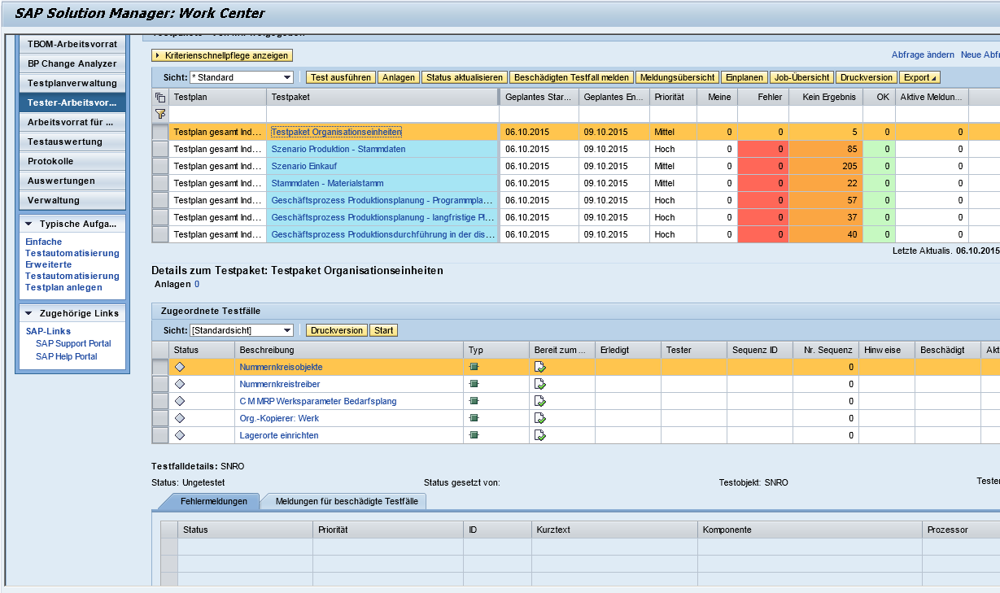 SAP Solution Manager: Work Center
TBOM-Arbeitsvorrat
BP Change Analyzer
Testplanverwaltung
Tester-Arbeitsvor...
Arbeitsvorrat für ...
Testauswertung
Protokolle
Auswertungen
Verwaltung
Typische Aufga...
Einfache
Testautomatisierung
Erweiterte
Testautomatisierung
Testplan anlegen
Zugehörige Links
SAP-Links
SAP Support Portal
SAP Help Portal
Kriterienschnellpflege anzeigen
Abfrage ändern Neue Abfr
Sicht: * Standard Test ausführen Anlagen Status aktualisieren Beschädigten Testfall melden Meldungsübersicht Einplanen Job-Übersicht Druckversion Export
Testplan Testpaket Geplantes Star... Geplantes En... Priorität Meine Fehler Kein Ergebnis OK Aktive Meldun...
Testplan gesamt Ind... Testpaket Organisationseinheiten 06.10.2015 09.10.2015 Mittel 0 0 5 0 0
Testplan gesamt Ind... Szenario Produktion - Stammdaten 06.10.2015 09.10.2015 Hoch 0 0 85 0 0
Testplan gesamt Ind... Szenario Einkauf 06.10.2015 09.10.2015 Mittel 0 0 205 0 0
Testplan gesamt Ind... Stammdaten - Materialstamm 06.10.2015 09.10.2015 Mittel 0 0 22 0 0
Testplan gesamt Ind... Geschäftsprozess Produktionsplanung - Programmpla... 06.10.2015 09.10.2015 Hoch 0 0 57 0 0
Testplan gesamt Ind... Geschäftsprozess Produktionsplanung - langfristige Pl... 06.10.2015 09.10.2015 Hoch 0 0 37 0 0
Testplan gesamt Ind... Geschäftsprozess Produktionsdurchführung in der dis... 06.10.2015 09.10.2015 Hoch 0 0 40 0 0
Letzte Aktualis. 06.10.2015
Details zum Testpaket: Testpaket Organisationseinheiten
Anlagen 0
Zugeordnete Testfälle
Sicht: [Standardsicht] Druckversion Start
Status Beschreibung Typ Bereit zum ... Erledigt Tester Sequenz ID Nr. Sequenz Hinweise Beschädigt Akt
Nummernkreisobjekte 0
Nummernkreistreiber 0
C M MRP Werksparameter Bedarfsplang 0
Org.-Kopierer: Werk 0
Lagerorte einrichten 0
Testfalldetails: SNRO
Status: Ungetestet Status gesetzt von: Testobjekt: SNRO Tester
Fehlermeldungen Meldungen für beschädigte Testfälle
Status Priorität ID Kurztext Komponente Prozessor